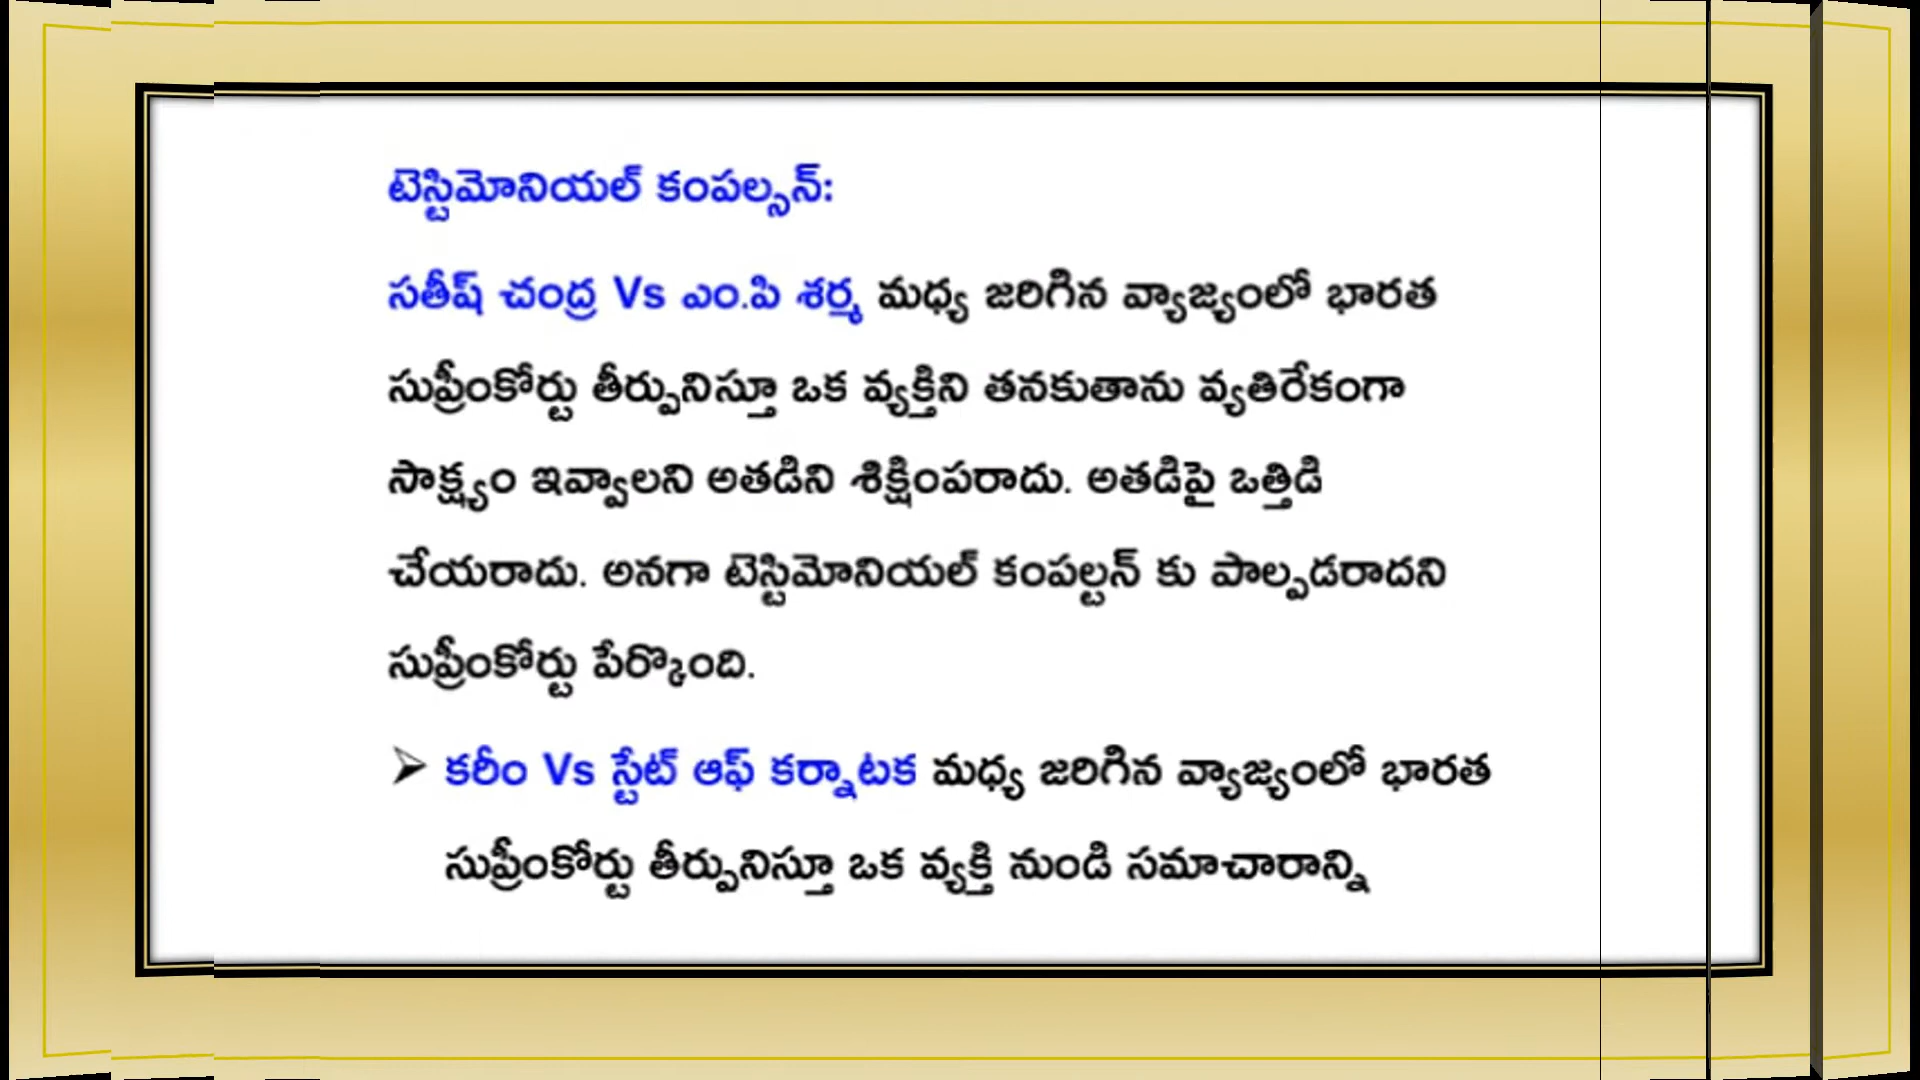 టెస్టిమోనియల్ కంపల్సన్:
సతీష్ చంద్ర Vs ఎం.పి శర్మ మధ్య జరిగిన వ్యాజ్యంలో భారత
సుప్రీంకోర్టు తీర్పునిస్తూ ఒక వ్యక్తిని తనకుతాను వ్యతిరేకంగా
సాక్ష్యం ఇవ్వాలని అతడిని శిక్షింపరాదు. అతడిపై ఒత్తిడి
చేయరాదు. అనగా టెస్టిమోనియల్ కంపల్టన్ కు పాల్పడరాదని
సుప్రీంకోర్టు పేర్కొంది.
➢ కరీం Vs స్టేట్ ఆఫ్ కర్నాటక మధ్య జరిగిన వ్యాజ్యంలో భారత
సుప్రీంకోర్టు తీర్పునిస్తూ ఒక వ్యక్తి నుండి సమాచారాన్ని